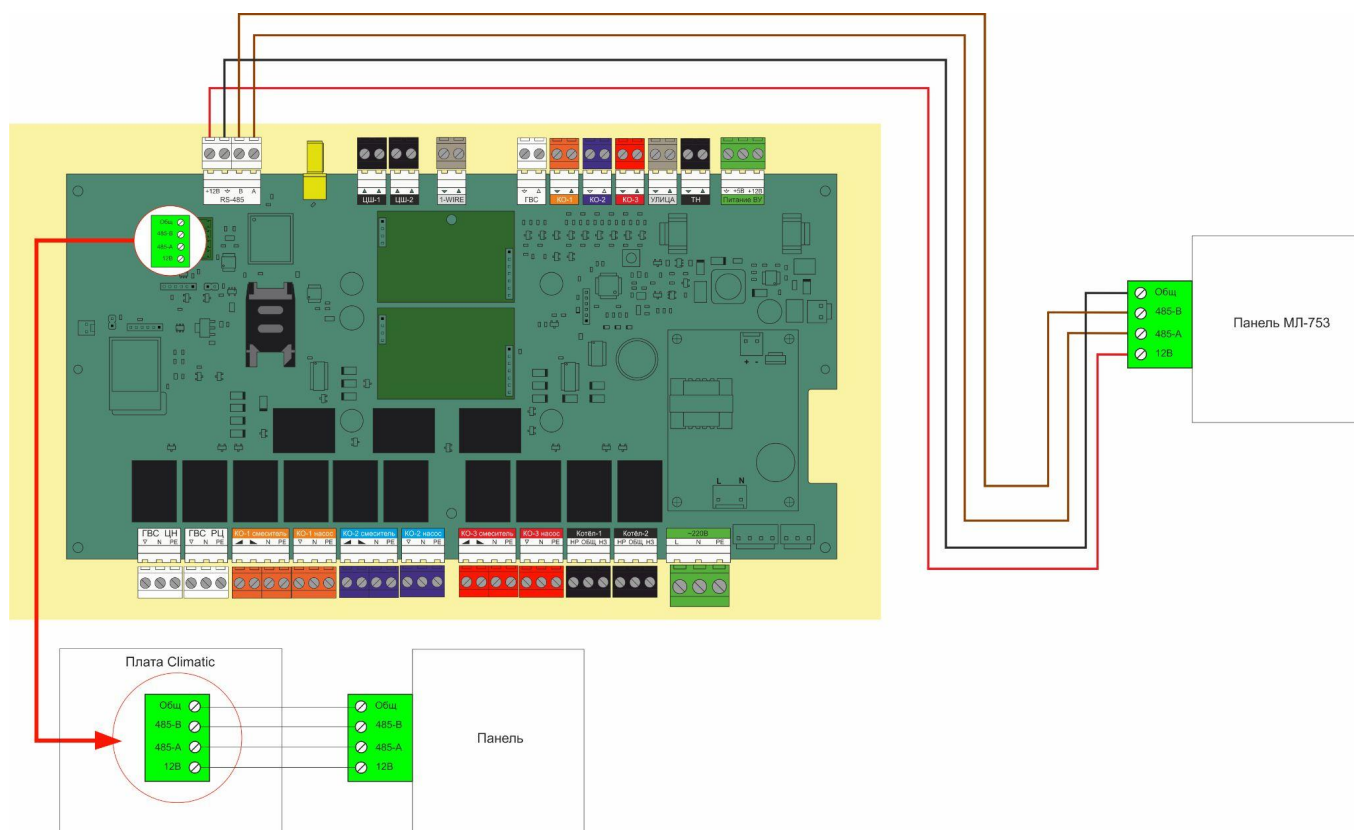 +12В B A
RS-485
ЦШ-1
ЦШ-2
1-WIRE
ГВС
КО-1
КО-2
КО-3
УЛИЦА
ТН
+5В +12В
Питание ВУ
Общ
485-В
485-А
12В
Общ
485-В
485-А
12В
Панель МЛ-753
+ -
L N
ГВС ЦН
N PE
ГВС РЦ
N PE
КО-1 смеситель
N PE
КО-1 насос
N PE
КО-2 смеситель
N PE
КО-2 насос
N PE
КО-3 смеситель
N PE
КО-3 насос
N PE
Котёл-1
НР ОБЩ НЗ
Котёл-2
НР ОБЩ НЗ
~220В
L N PE
Плата Climatic
Общ
485-В
485-А
12В
Общ
485-В
485-А
12В
Панель